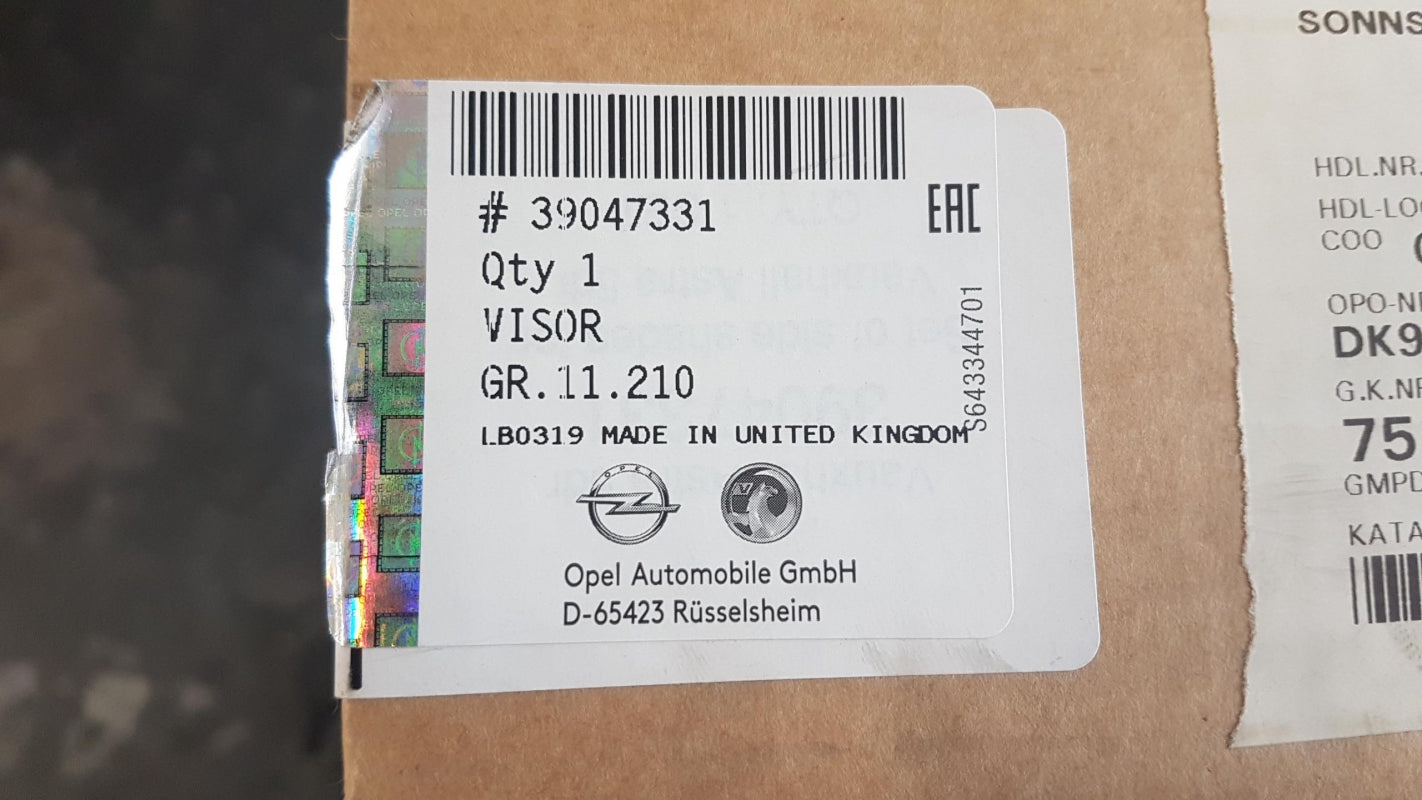 # 39047331
EAC
Qty 1
VISOR
GR.11.210
LB0319 MADE IN UNITED KINGDOM
S643344701
OPEL
Opel Automobile GmbH
D-65423 Rüsselsheim
SONNS
HDL.NR.
HDL-LO
COO
OPO-N
DK9
G.K.N
75
GMPD
KATA